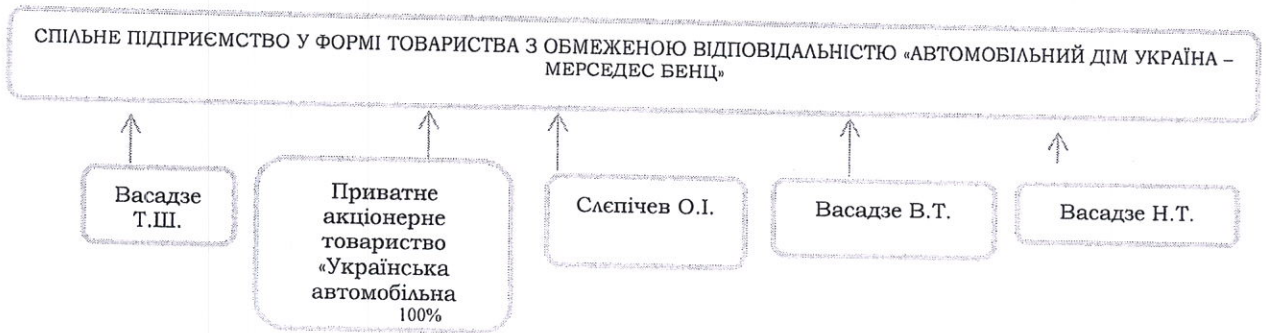 СПІЛЬНЕ ПІДПРИЄМСТВО У ФОРМІ ТОВАРИСТВА З ОБМЕЖЕНОЮ ВІДПОВІДАЛЬНІСТЮ «АВТОМОБІЛЬНИЙ ДІМ УКРАЇНА –
МЕРСЕДЕС БЕНЦ»
Васадзе
Т.Ш.
Приватне
акціонерне
товариство
«Українська
автомобільна
100%
Слєпічев О.І.
Васадзе В.Т.
Васадзе Н.Т.